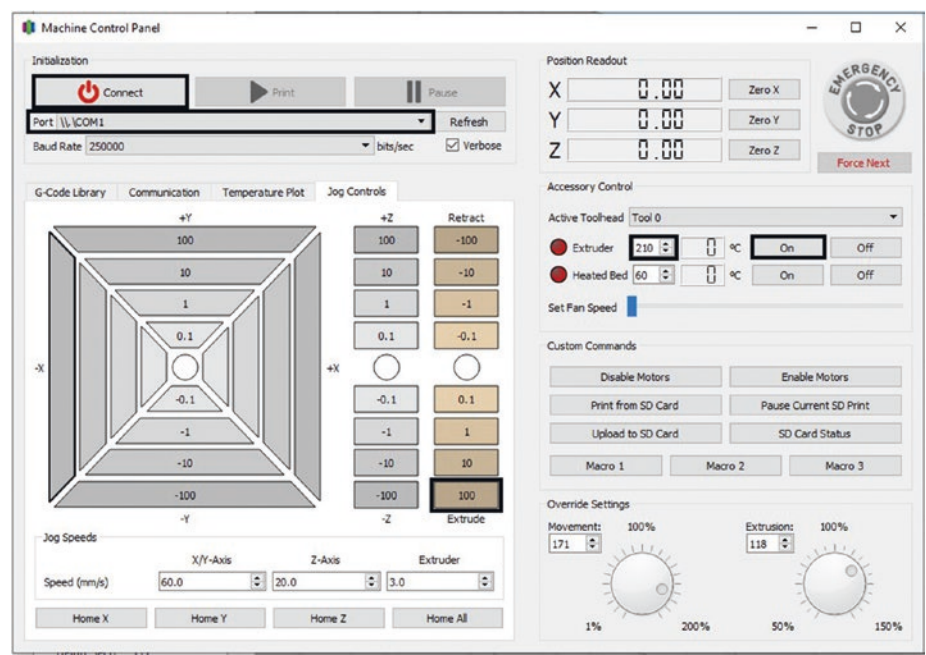 Machine Control Panel
Initialization
Connect
Print
Pause
Port \\.\COM1
Refresh
Baud Rate 250000
bits/sec
Verbose
Position Readout
X 0.00 Zero X
Y 0.00 Zero Y
Z 0.00 Zero Z
EMERGENCY
STOP
Force Next
G-Code Library Communication Temperature Plot Jog Controls
+Y +Z Retract
100 100 -100
10 10 -10
1 1 -1
0.1 0.1 -0.1
-X +X
-0.1 -0.1 0.1
-1 -1 1
-10 -10 10
-100 -100 100
-Y -Z Extrude
Jog Speeds
X/Y-Axis Z-Axis Extruder
Speed (mm/s) 60.0 20.0 3.0
Home X Home Y Home Z Home All
Accessory Control
Active Toolhead Tool 0
Extruder 210 0 ºC On Off
Heated Bed 60 0 ºC On Off
Set Fan Speed
Custom Commands
Disable Motors Enable Motors
Print from SD Card Pause Current SD Print
Upload to SD Card SD Card Status
Macro 1 Macro 2 Macro 3
Override Settings
Movement: 100% Extrusion: 100%
171 118
1% 200% 50% 150%